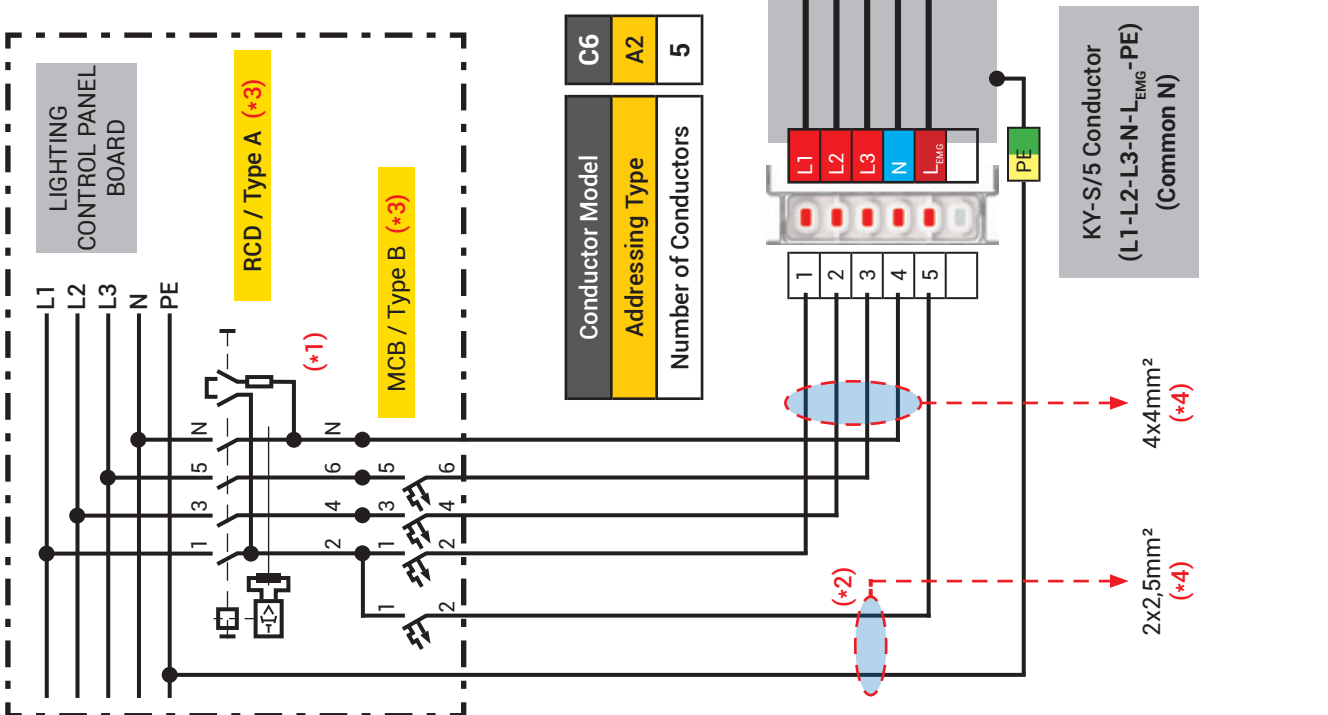 LIGHTING
CONTROL PANEL
BOARD
L1
L2
L3
N
PE
RCD / Type A (*3)
MCB / Type B (*3)
(*1)
1
3
5
N
2
4
6
N
1
1
3
5
2
2
4
6
I>
Conductor Model
C6
Addressing Type
A2
Number of Conductors
5
L1
L2
L3
N
LEMG
1
2
3
4
5
PE
KY-S/5 Conductor
(L1-L2-L3-N-LEMG-PE)
(Common N)
(*2)
4x4mm²
(*4)
2x2,5mm²
(*4)